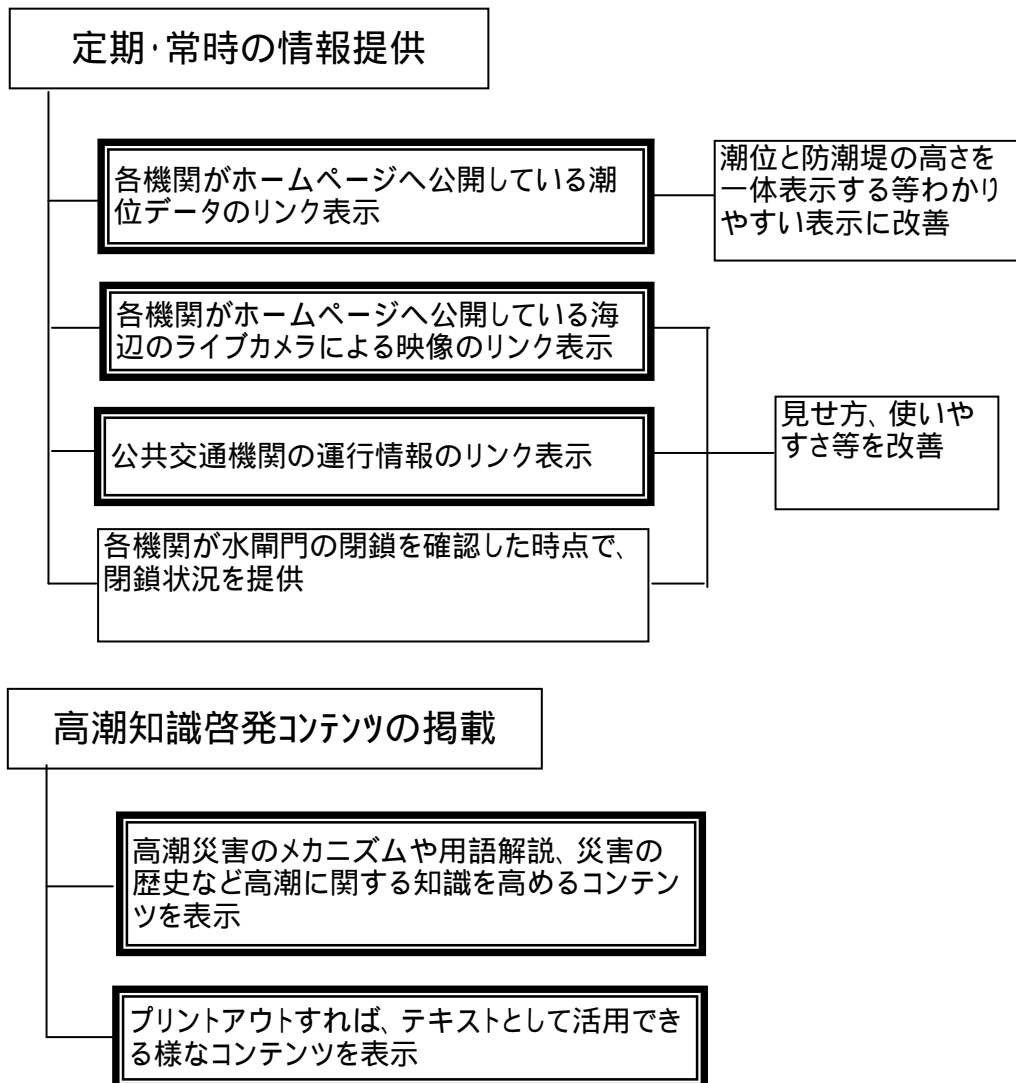 定期・常時の情報提供
各機関がホームページへ公開している潮
位データのリンク表示
潮位と防潮堤の高さを
一体表示する等わかり
やすい表示に改善
各機関がホームページへ公開している海
辺のライブカメラによる映像のリンク表示
公共交通機関の運行情報のリンク表示
見せ方、使いや
すさ等を改善
各機関が水閘門の閉鎖を確認した時点で、
閉鎖状況を提供
高潮知識啓発コンテンツの掲載
高潮災害のメカニズムや用語解説、災害の
歴史など高潮に関する知識を高めるコンテン
ツを表示
プリントアウトすれば、テキストとして活用でき
る様なコンテンツを表示